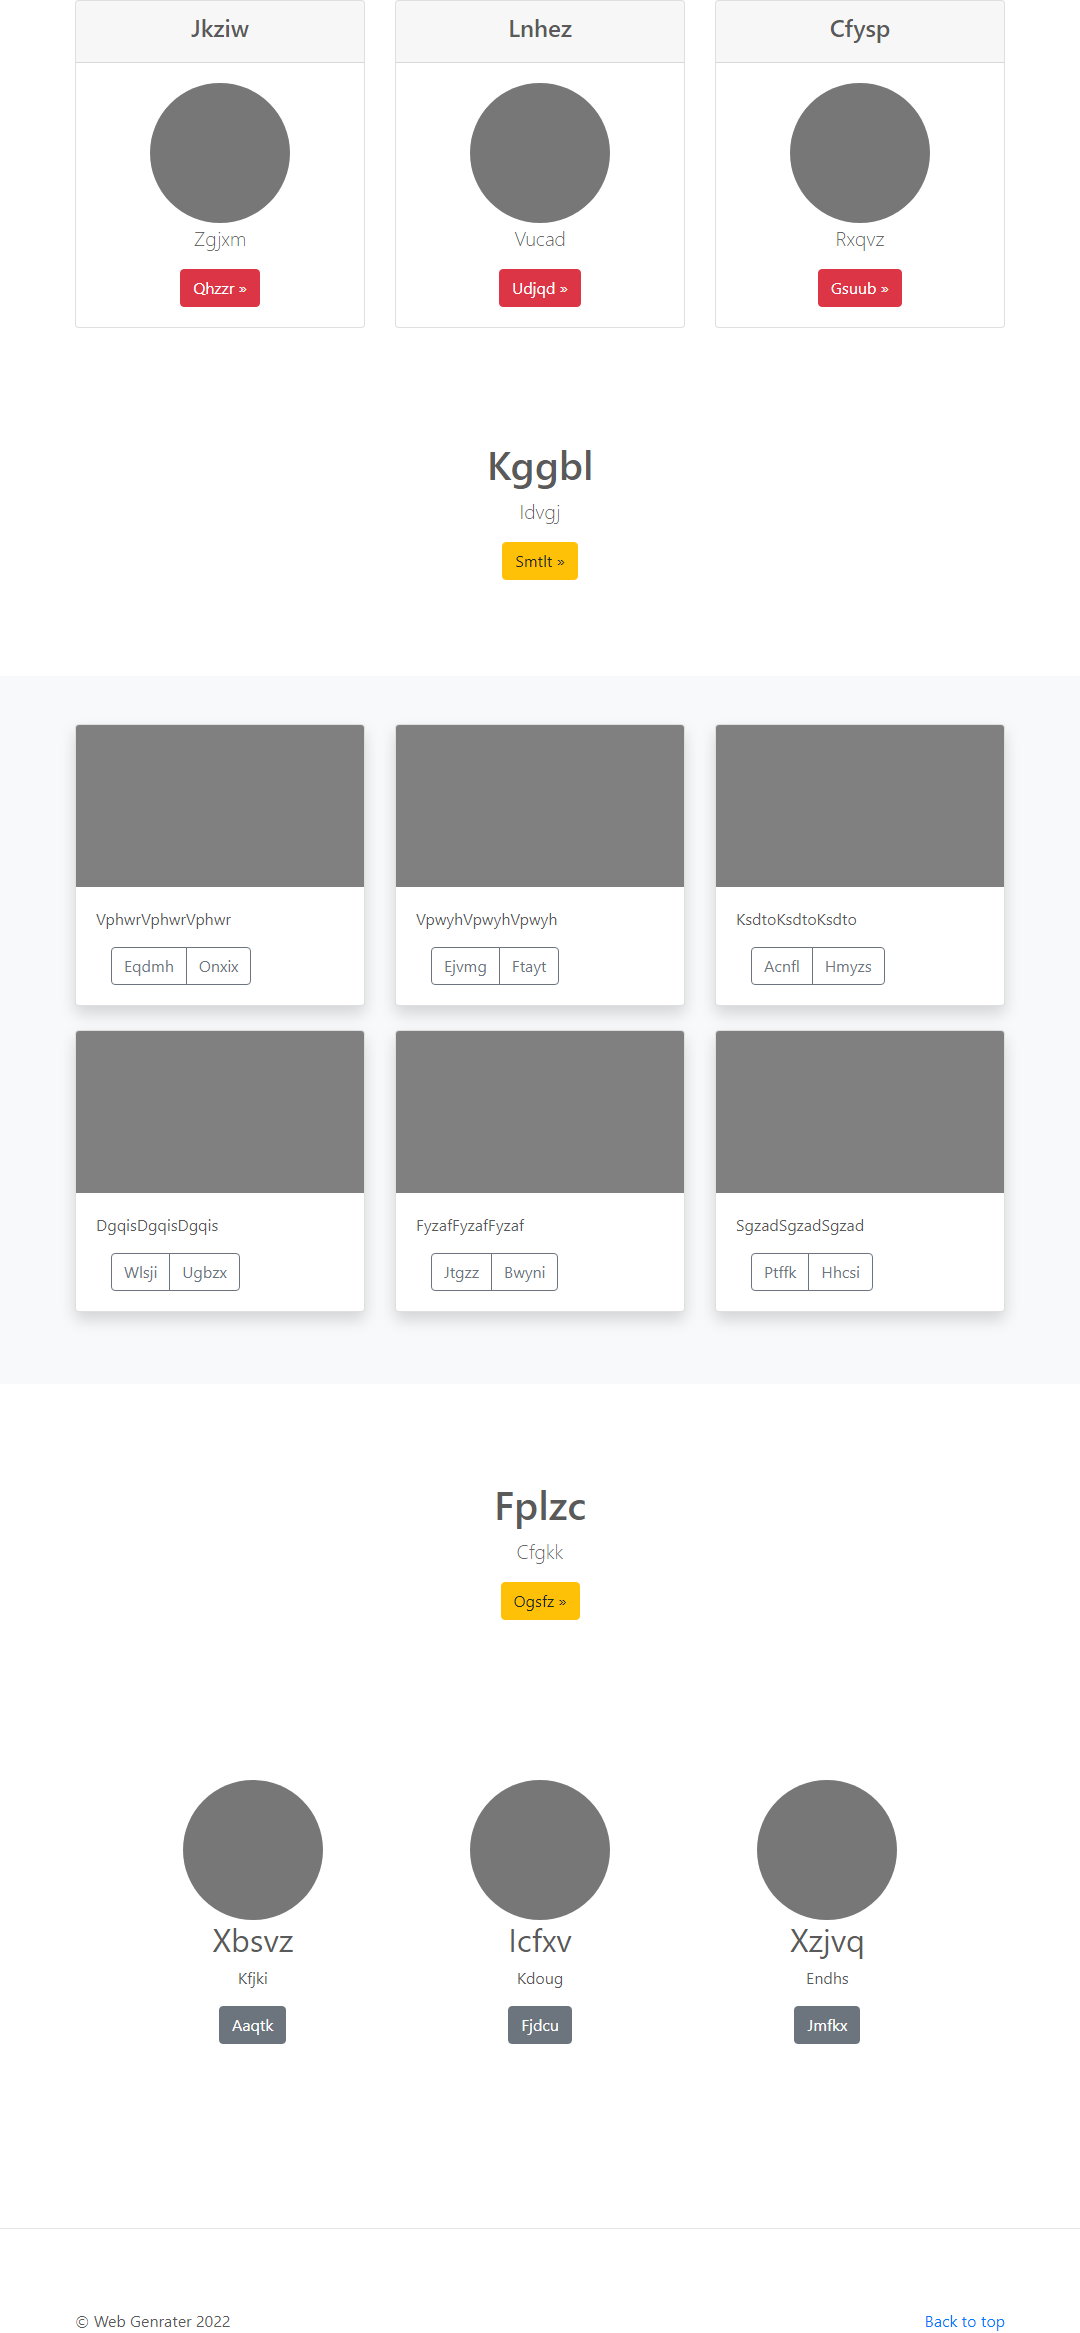 Jkziw
Lnhez
Cfysp
Zgjxm
Vucad
Rxqvz
Qhzzr »
Udjqd »
Gsuub »
Kggbl
Idvgj
Smtlt »
VphwrVphwrVphwr
VpwyhVpwyhVpwyh
KsdtoKsdtoKsdto
Eqdmh Onxix
Ejvmg Ftayt
Acnfl Hmyzs
DgqisDgqisDgqis
FyzafFyzafFyzaf
SgzadSgzadSgzad
Wlsji Ugbzx
Jtgzz Bwyni
Ptffk Hhcsi
Fplzc
Cfgkk
Ogsfz »
Xbsvz
Icfxv
Xzjvq
Kfjki
Kdoug
Endhs
Aaqtk
Fjdcu
Jmfkx
© Web Genrater 2022
Back to top